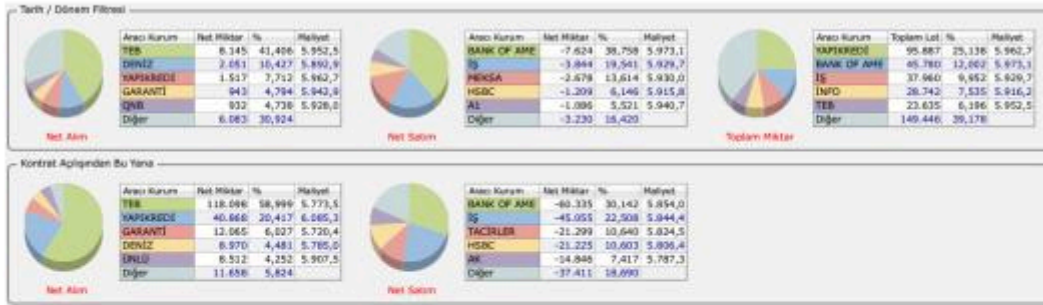 Tarih / Dönem Filtresi
Aracı Kurum Net Miktar % Maliyet
TEB 8.145 41,406 5.952,5
DENİZ 2.051 10,427 5.892,9
YAPIKREDİ 1.517 7,712 5.962,7
GARANTİ 943 4,794 5.942,9
QNB 932 4,738 5.928,0
Diğer 6.083 30,924
Net Alım
Aracı Kurum Net Miktar % Maliyet
BANK OF AME -7.624 38,758 5.973,1
İŞ -3.844 19,541 5.929,7
MEKSA -2.678 13,614 5.930,0
HSBC -1.209 6,146 5.915,8
A1 -1.086 5,521 5.940,7
Diğer -3.230 16,420
Net Satım
Aracı Kurum Toplam Lot % Maliyet
YAPIKREDİ 95.887 25,136 5.962,7
BANK OF AME 45.780 12,002 5.973,1
İŞ 37.960 9,952 5.929,7
İNFO 28.742 7,535 5.916,2
TEB 23.635 6,196 5.952,5
Diğer 149.446 39,178
Toplam Miktar
Kontrat Açılışından Bu Yana
Aracı Kurum Net Miktar % Maliyet
TEB 118.098 58,999 5.773,5
YAPIKREDİ 40.868 20,417 6.085,3
GARANTİ 12.065 6,027 5.720,4
DENİZ 8.970 4,481 5.785,0
ÜNLÜ 8.512 4,252 5.907,5
Diğer 11.658 5,824
Net Alım
Aracı Kurum Net Miktar % Maliyet
BANK OF AME -60.335 30,142 5.854,0
İŞ -45.055 22,508 5.844,4
TACİRLER -21.299 10,640 5.824,5
HSBC -21.225 10,603 5.806,4
AK -14.846 7,417 5.787,3
Diğer -37.411 18,690
Net Satım